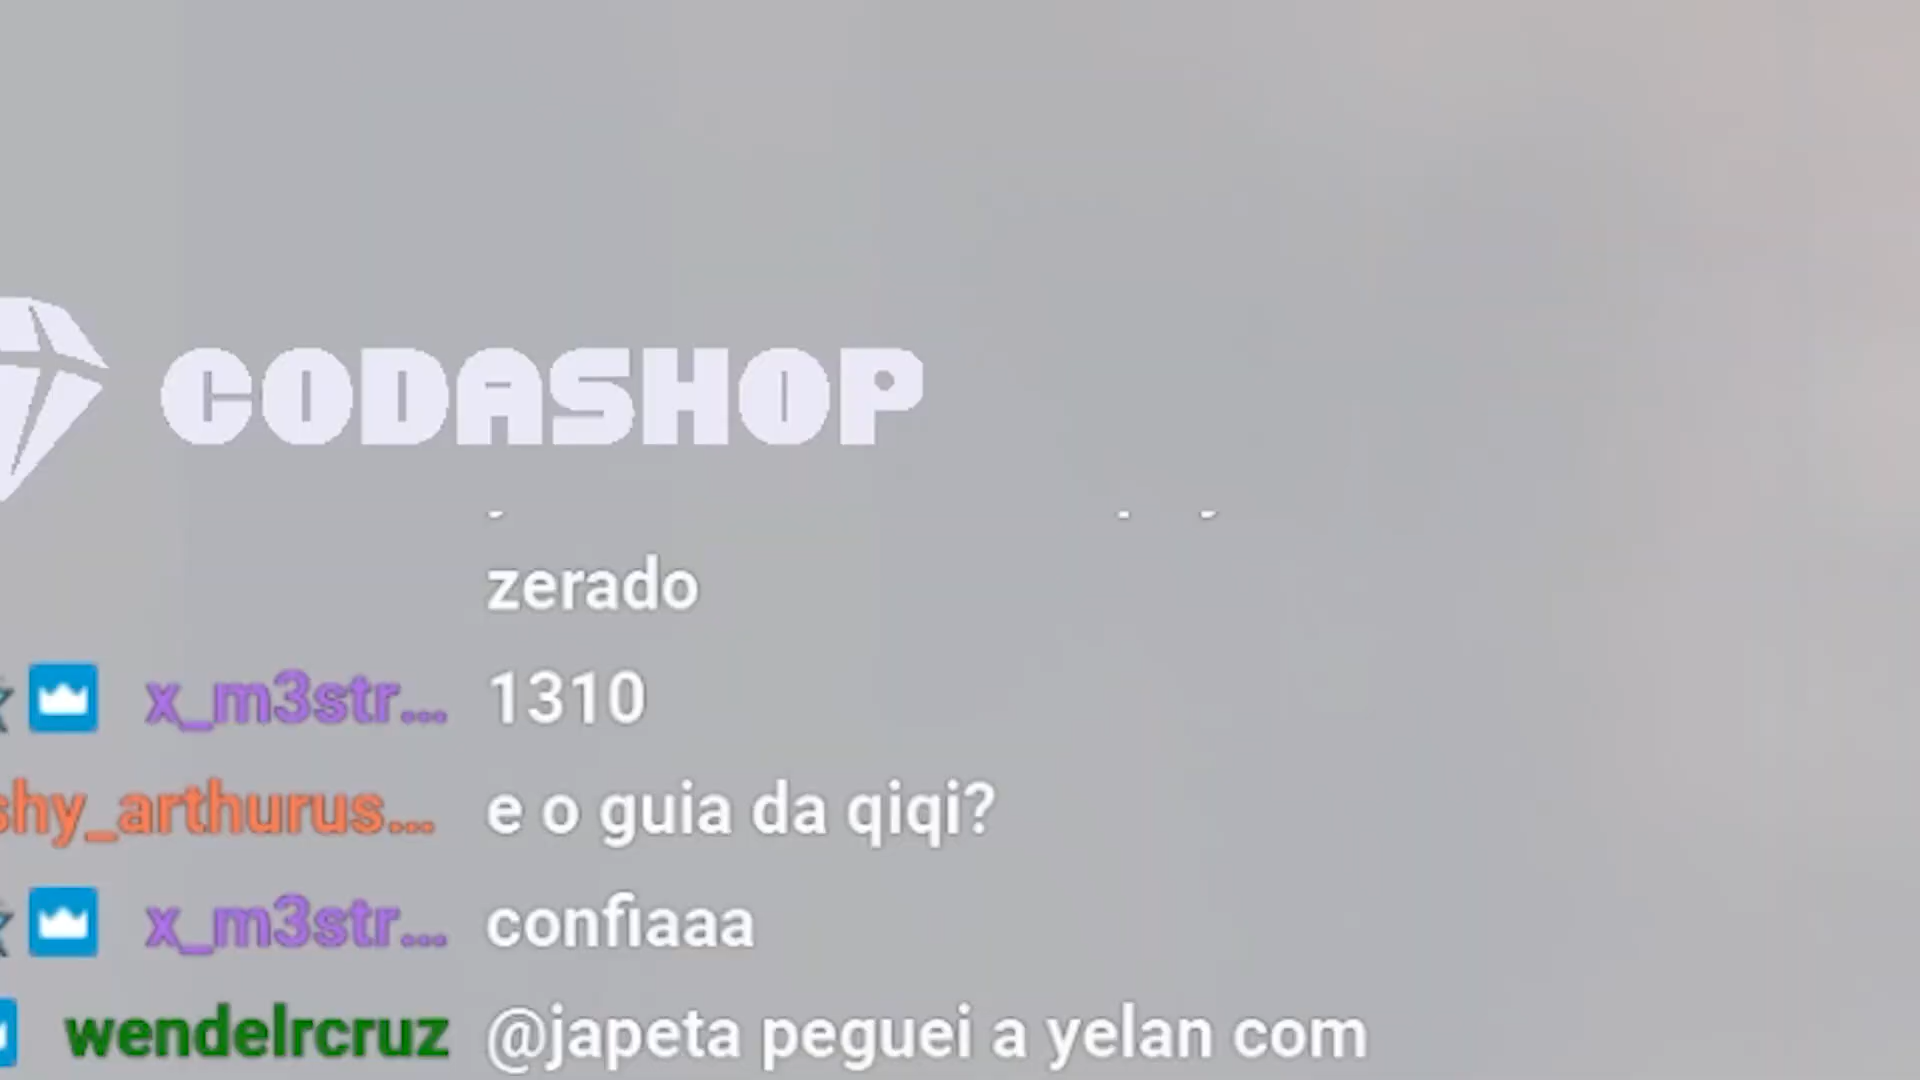 CODASHOP
zerado
x_m3str... 1310
shy_arthurus... e o guia da qiqi?
x_m3str... confiaaa
wendelrcruz @japeta peguei a yelan com